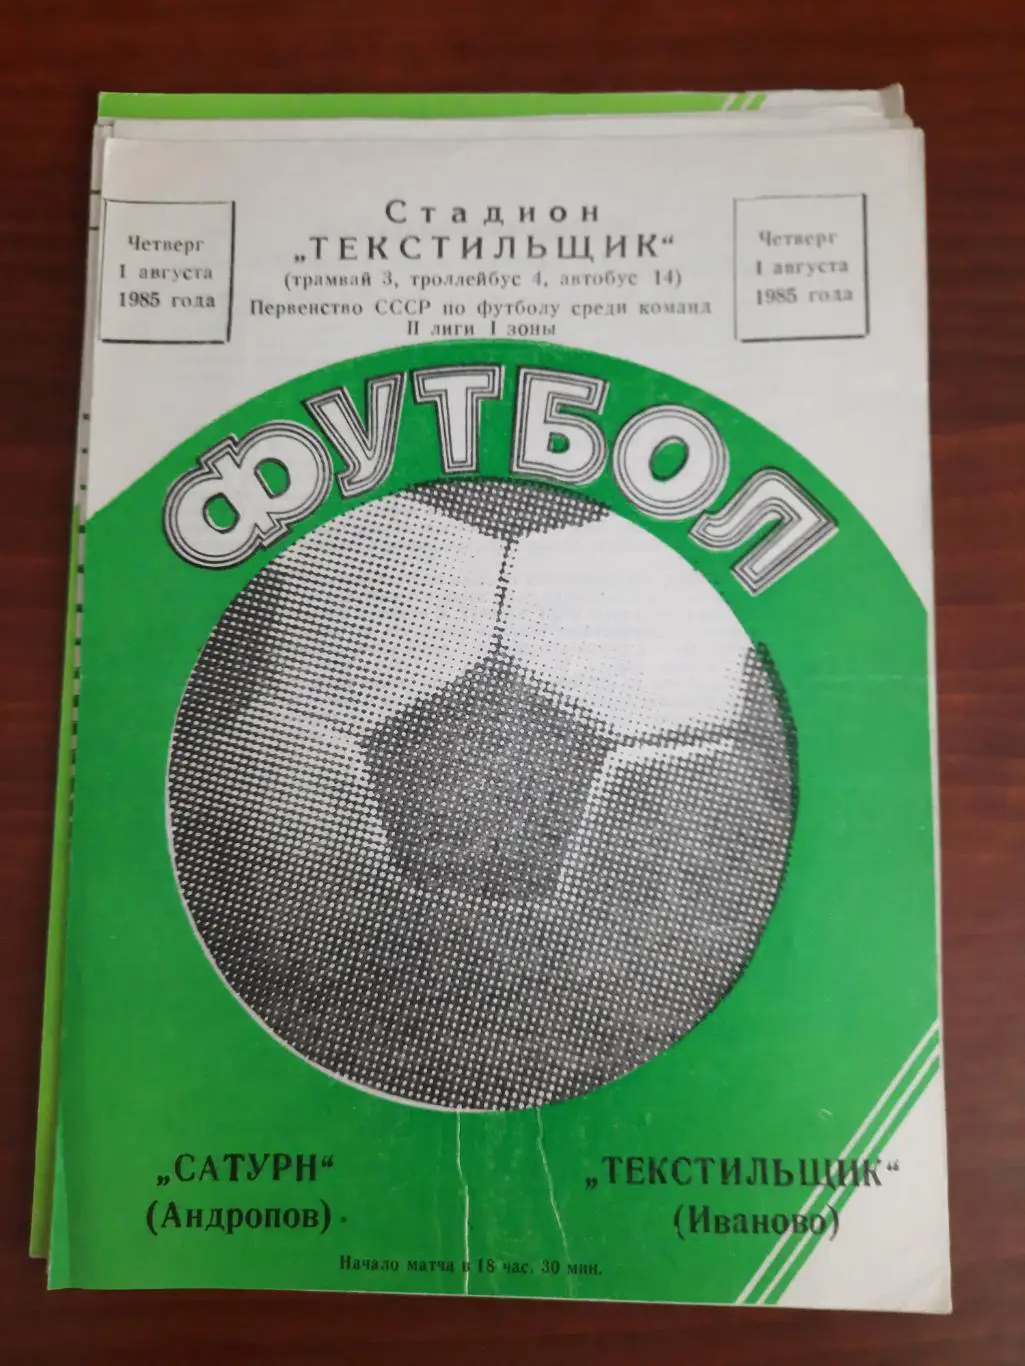 Стадион
„ТЕКСТИЛЬЩИК“
(трамвай 3, троллейбус 4, автобус 14)
Первенство СССР по футболу среди команд
II лиги I зоны
Четверг
1 августа
1985 года
Четверг
1 августа
1985 года
ФУТБОЛ
„САТУРН“
(Андропов)
„ТЕКСТИЛЬЩИК“
(Иваново)
Начало матча в 18 час. 30 мин.